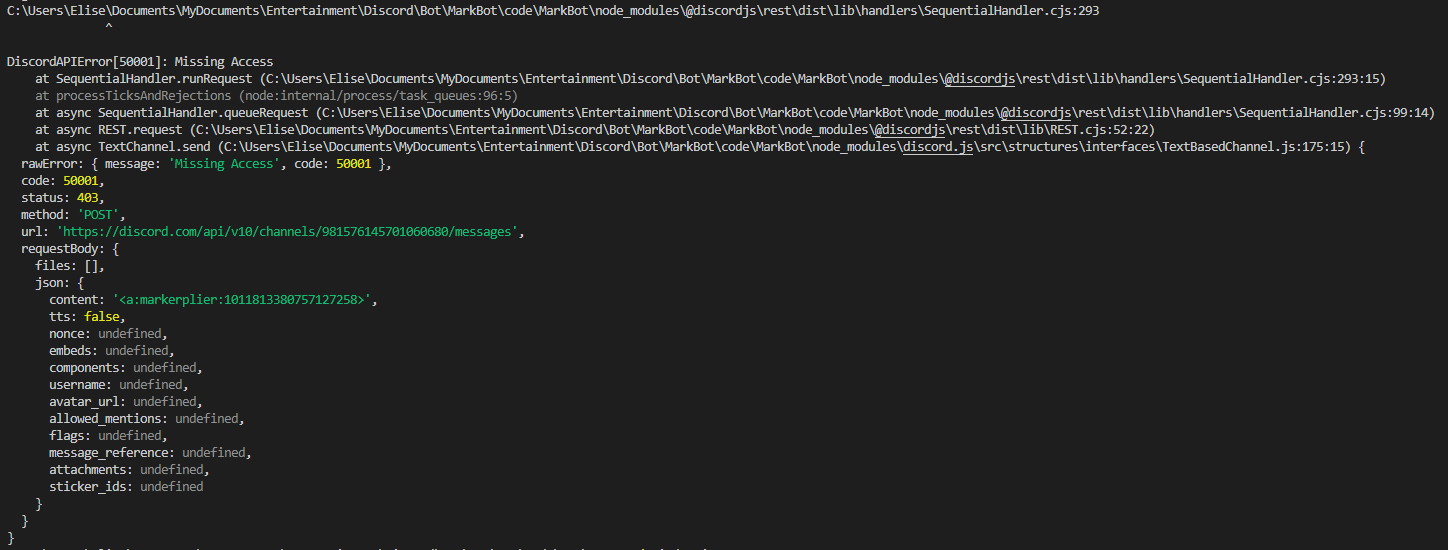 C:\Users\Elise\Documents\MyDocuments\Entertainment\Discord\Bot\MarkBot\code\MarkBot\node_modules\@discordjs\rest\dist\lib\handlers\SequentialHandler.cjs:293
^
DiscordAPIError[50001]: Missing Access
at SequentialHandler.runRequest (C:\Users\Elise\Documents\MyDocuments\Entertainment\Discord\Bot\MarkBot\code\MarkBot\node_modules\@discordjs\rest\dist\lib\handlers\SequentialHandler.cjs:293:15)
at processTicksAndRejections (node:internal/process/task_queues:96:5)
at async SequentialHandler.queueRequest (C:\Users\Elise\Documents\MyDocuments\Entertainment\Discord\Bot\MarkBot\code\MarkBot\node_modules\@discordjs\rest\dist\lib\handlers\SequentialHandler.cjs:99:14)
at async REST.request (C:\Users\Elise\Documents\MyDocuments\Entertainment\Discord\Bot\MarkBot\code\MarkBot\node_modules\@discordjs\rest\dist\lib\REST.cjs:52:22)
at async TextChannel.send (C:\Users\Elise\Documents\MyDocuments\Entertainment\Discord\Bot\MarkBot\code\MarkBot\node_modules\discord.js\src\structures\interfaces\TextBasedChannel.js:175:15) {
rawError: { message: 'Missing Access', code: 50001 },
code: 50001,
status: 403,
method: 'POST',
url: 'https://discord.com/api/v10/channels/981576145701060680/messages',
requestBody: {
files: [],
json: {
content: '<a:markerplier:1011813380757127258>',
tts: false,
nonce: undefined,
embeds: undefined,
components: undefined,
username: undefined,
avatar_url: undefined,
allowed_mentions: undefined,
flags: undefined,
message_reference: undefined,
attachments: undefined,
sticker_ids: undefined
}
}
}